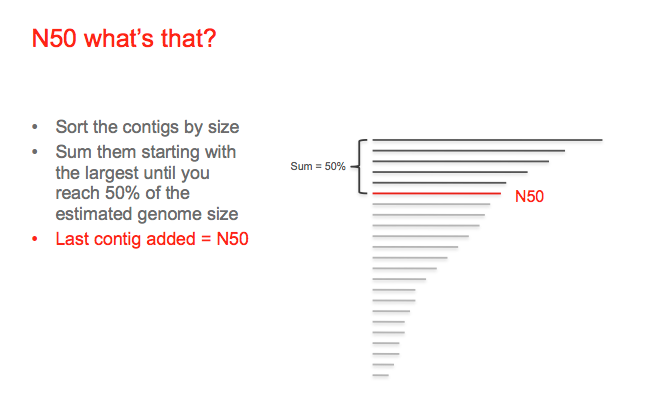 N50 what’s that?
• Sort the contigs by size
• Sum them starting with
the largest until you
reach 50% of the
estimated genome size
• Last contig added = N50
Sum = 50%
N50